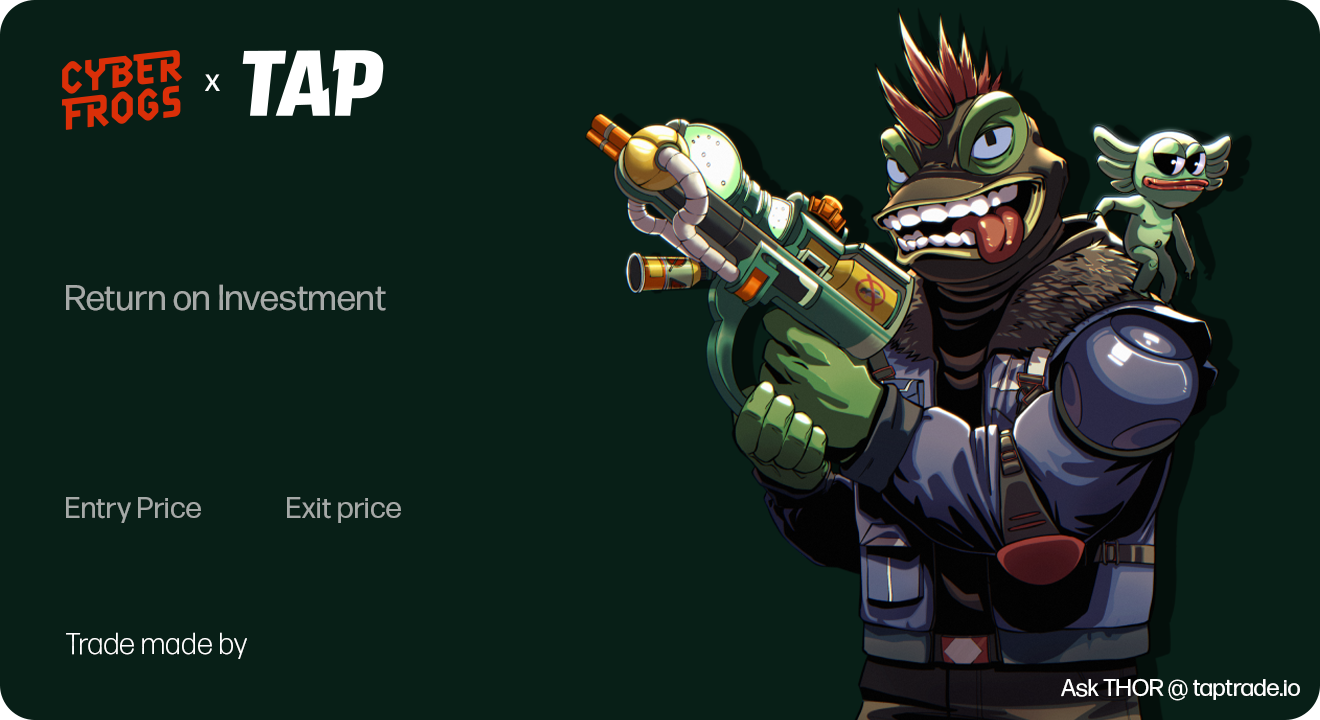 CYBER
FROGS
x TAP
Return on Investment
Entry Price Exit price
Trade made by
Ask THOR @ taptrade.io